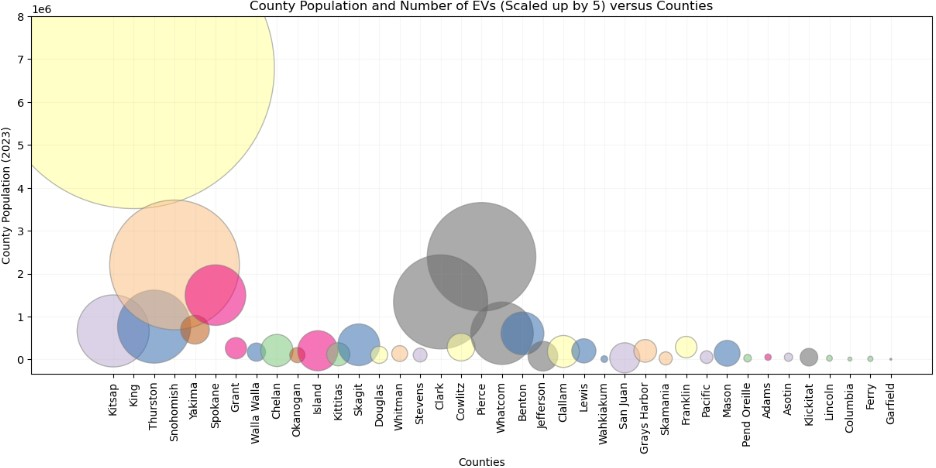 County Population and Number of EVs (Scaled up by 5) versus Counties
1e6
8
7
6
5
4
3
2
1
0
County Population (2023)
Kitsap
King
Thurston
Snohomish
Yakima
Spokane
Grant
Walla Walla
Chelan
Okanogan
Island
Kittitas
Skagit
Douglas
Whitman
Stevens
Clark
Cowlitz
Pierce
Whatcom
Benton
Jefferson
Clallam
Lewis
Wahkiakum
San Juan
Grays Harbor
Skamania
Franklin
Pacific
Mason
Pend Oreille
Adams
Asotin
Klickitat
Lincoln
Columbia
Ferry
Garfield
Counties